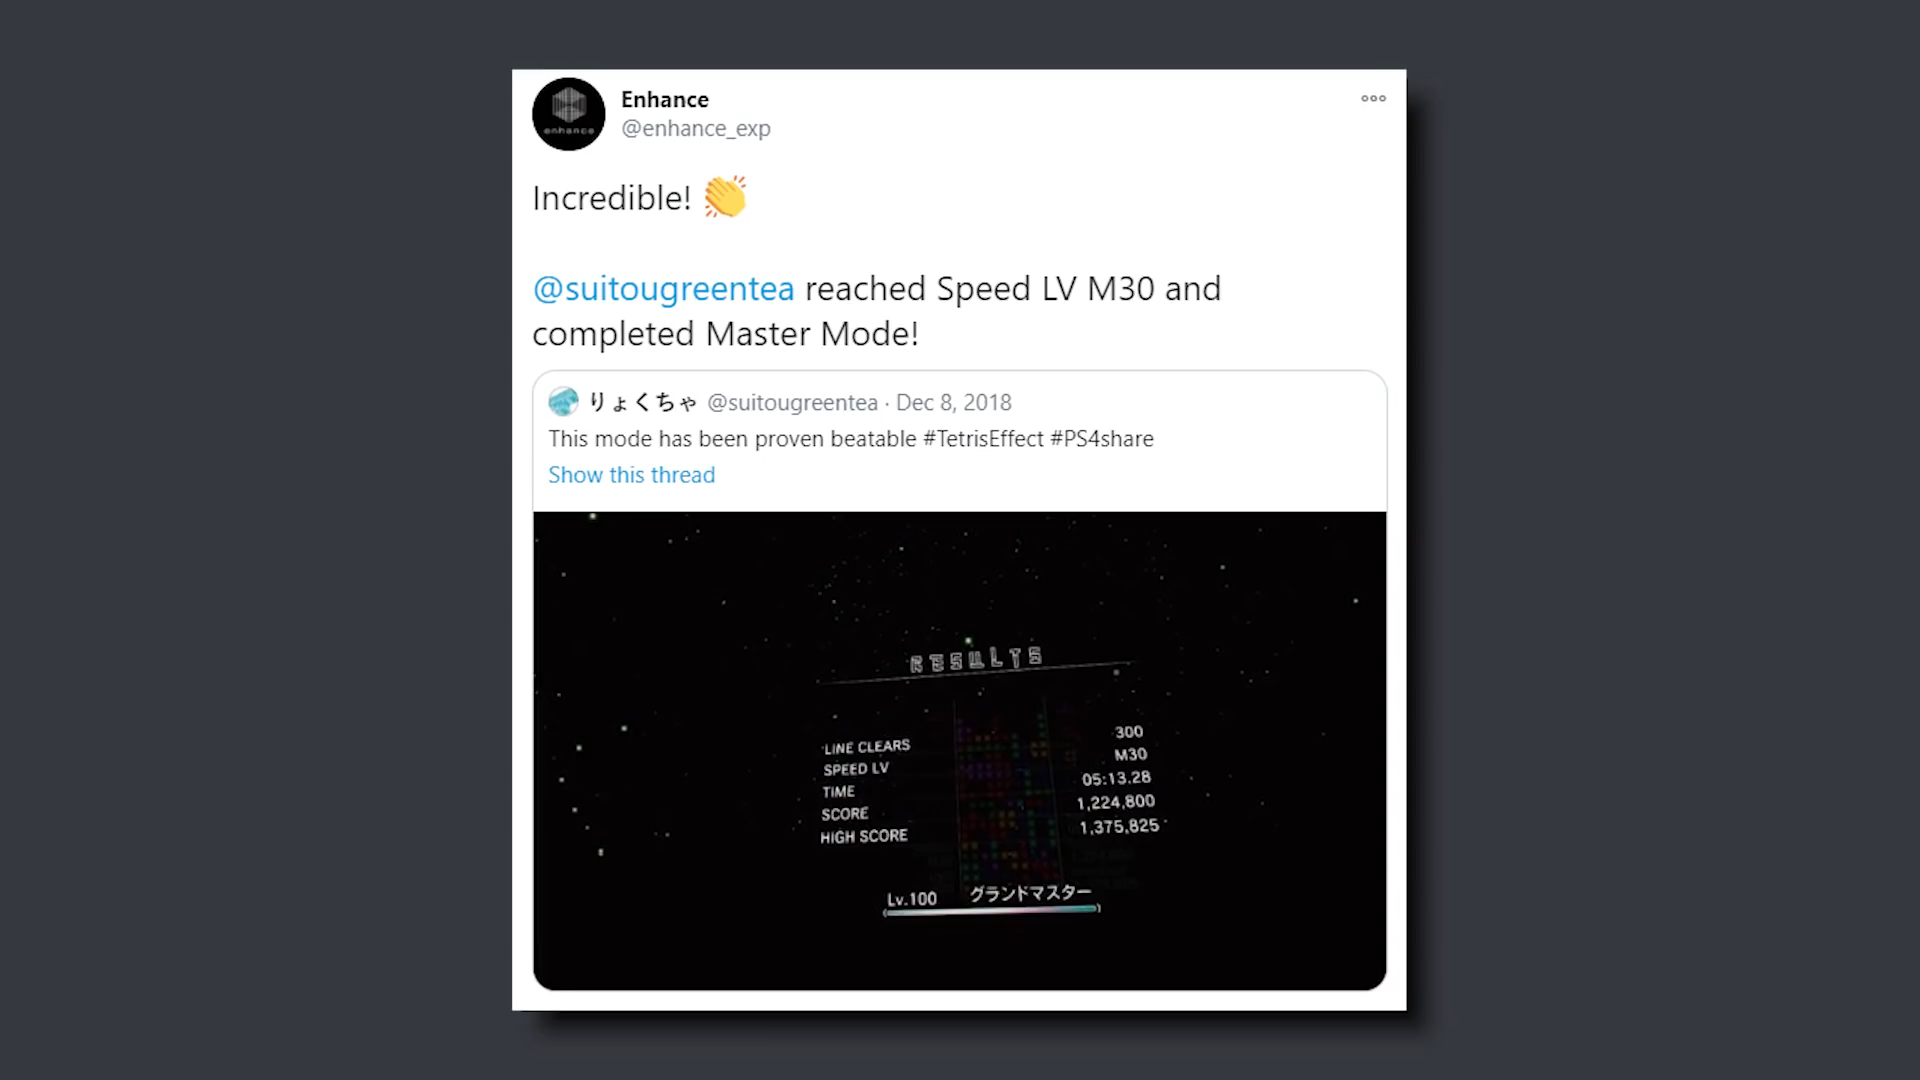 enhance
Enhance
@enhance_exp
Incredible! 👏
@suitougreentea reached Speed LV M30 and
completed Master Mode!
りょくちゃ @suitougreentea · Dec 8, 2018
This mode has been proven beatable #TetrisEffect #PS4share
Show this thread
RESULTS
LINE CLEARS 300
SPEED LV M30
TIME 05:13.28
SCORE 1,224,800
HIGH SCORE 1,375,825
Lv.100 グランドマスター